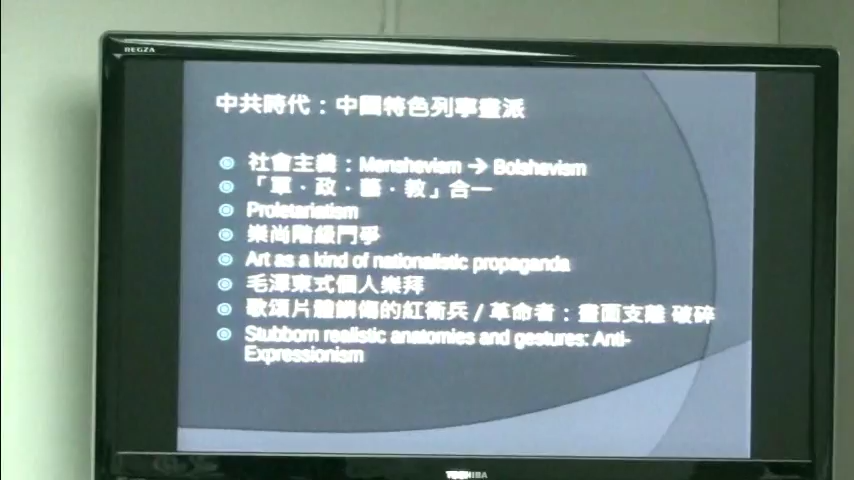 REGZA
中共時代：中國特色列寧畫派
社會主義：Menshevism → Bolshevism
「軍．政．藝．教」合一
Proletariatism
崇尚階級鬥爭
Art as a kind of nationalistic propaganda
毛澤東式個人崇拜
歌頌片體鱗傷的紅衛兵 / 革命者：畫面支離 破碎
Stubborn realistic anatomies and gestures: Anti-
Expressionism
TOSHIBA